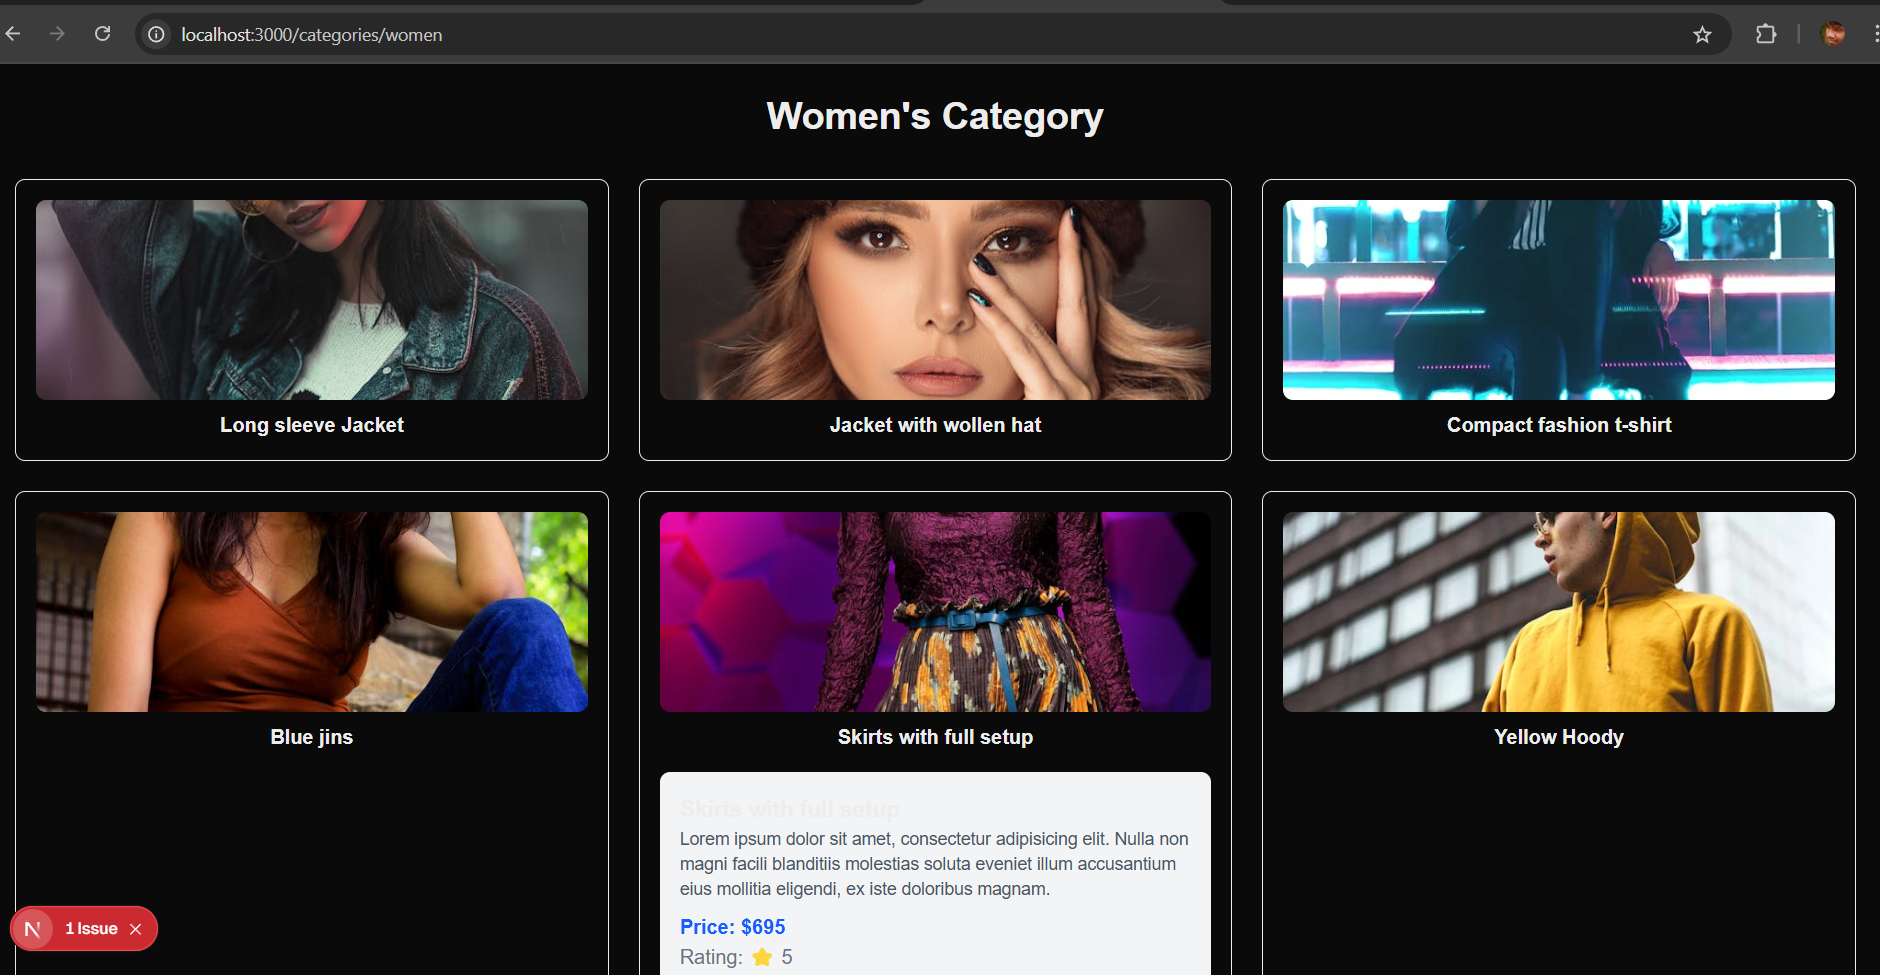 localhost:3000/categories/women
Women's Category
Long sleeve Jacket
Jacket with wollen hat
Compact fashion t-shirt
Blue jins
Skirts with full setup
Yellow Hoody
Skirts with full setup
Lorem ipsum dolor sit amet, consectetur adipisicing elit. Nulla non
magni facili blanditiis molestias soluta eveniet illum accusantium
eius mollitia eligendi, ex iste doloribus magnam.
Price: $695
Rating: ⭐ 5
N 1 Issue